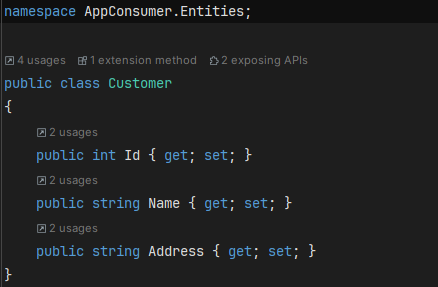 namespace AppConsumer.Entities;
4 usages 1 extension method 2 exposing APIs
public class Customer
{
2 usages
public int Id { get; set; }
2 usages
public string Name { get; set; }
2 usages
public string Address { get; set; }
}